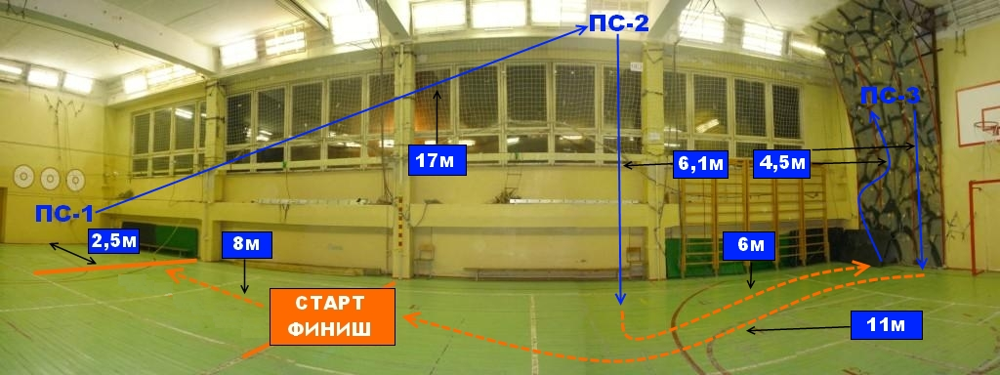 ПС-2
ПС-3
17м
6,1м
4,5м
ПС-1
2,5м
8м
6м
СТАРТ
ФИНИШ
11м